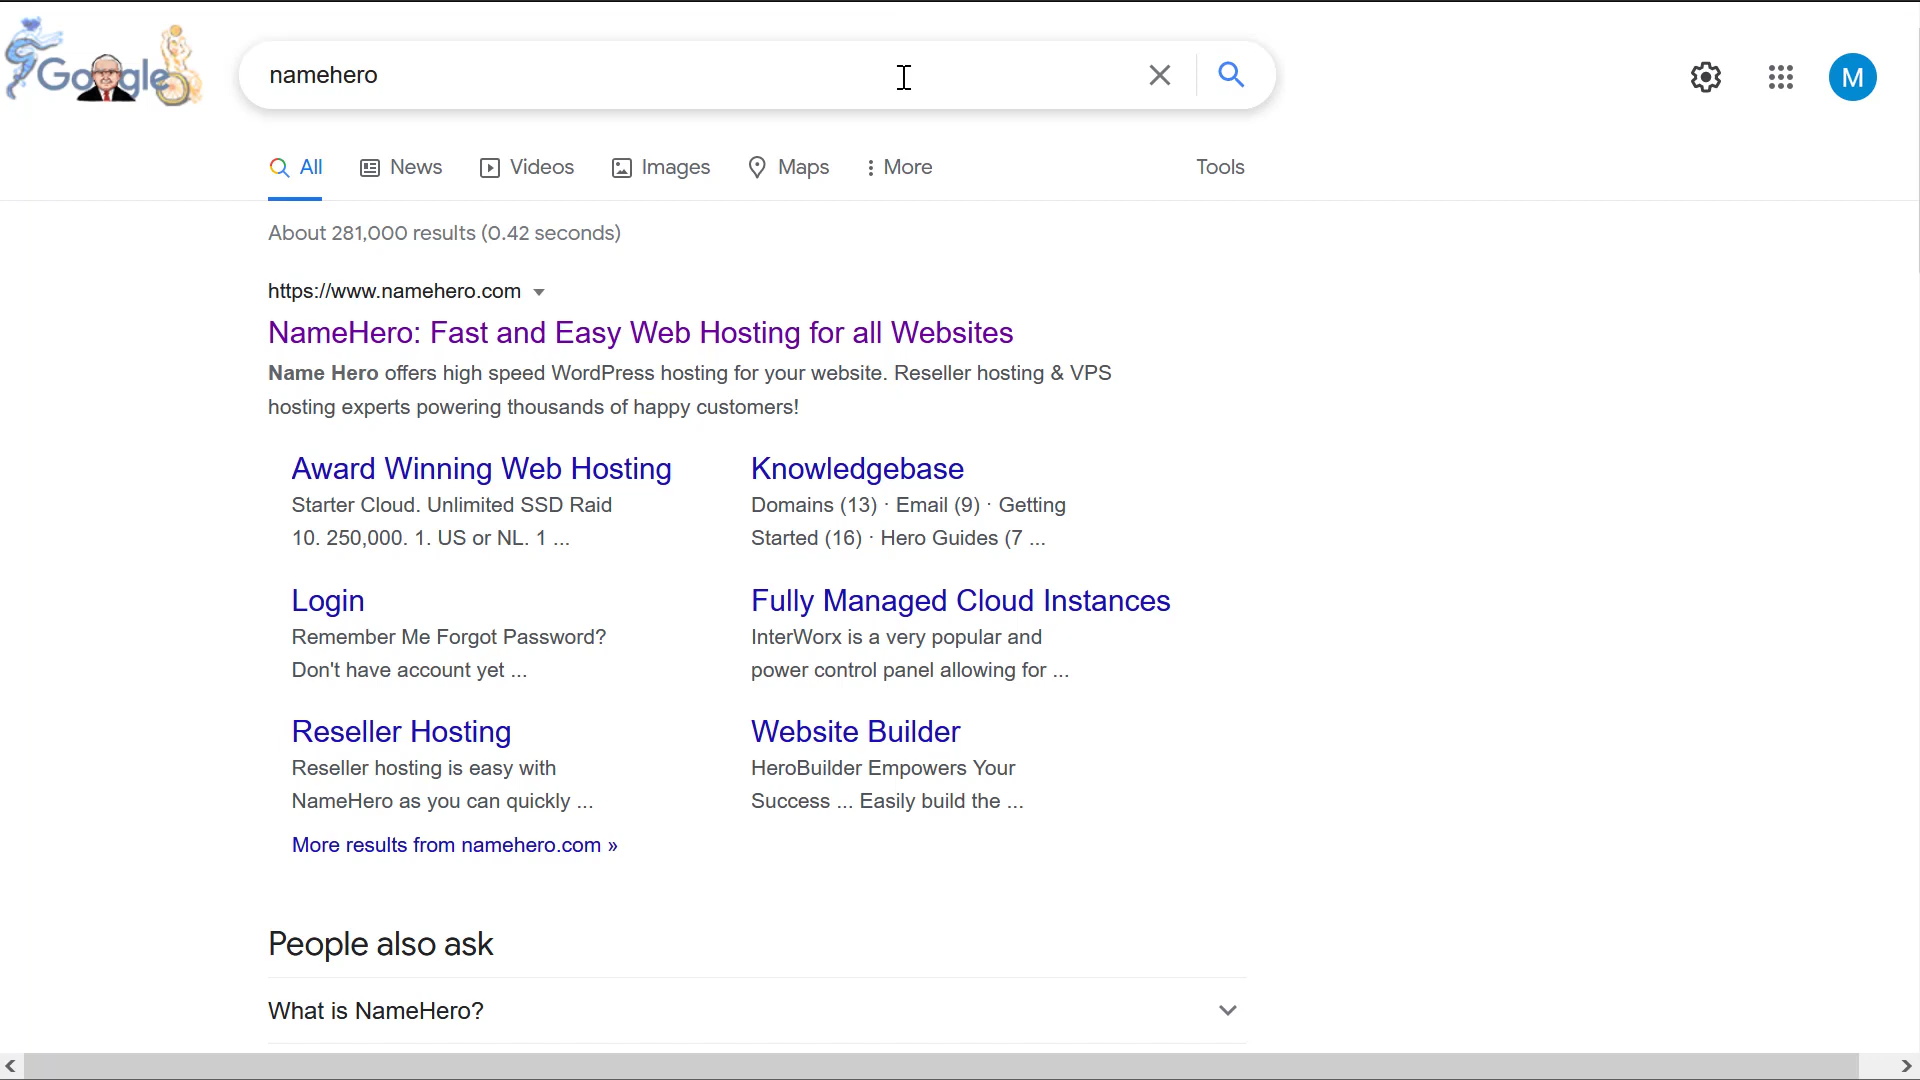 Google
namehero
M
All News Videos Images Maps More Tools
About 281,000 results (0.42 seconds)
https://www.namehero.com
NameHero: Fast and Easy Web Hosting for all Websites
Name Hero offers high speed WordPress hosting for your website. Reseller hosting & VPS
hosting experts powering thousands of happy customers!
Award Winning Web Hosting
Starter Cloud. Unlimited SSD Raid
10. 250,000. 1. US or NL. 1 ...
Knowledgebase
Domains (13) · Email (9) · Getting
Started (16) · Hero Guides (7 ...
Login
Remember Me Forgot Password?
Don't have account yet ...
Fully Managed Cloud Instances
InterWorx is a very popular and
power control panel allowing for ...
Reseller Hosting
Reseller hosting is easy with
NameHero as you can quickly ...
Website Builder
HeroBuilder Empowers Your
Success ... Easily build the ...
More results from namehero.com »
People also ask
What is NameHero?